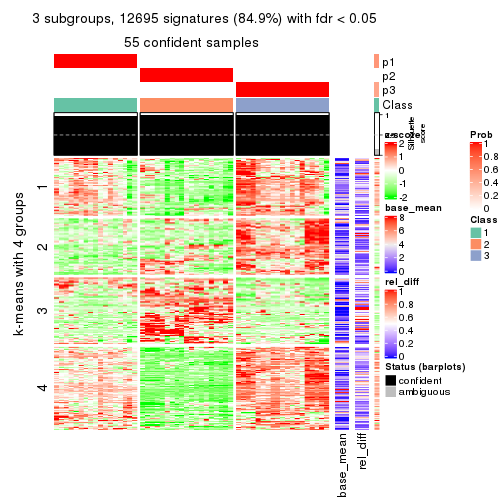 3 subgroups, 12695 signatures (84.9%) with fdr < 0.05
55 confident samples
p1
p2
p3
Class
1
Silhouette
score
k-means with 4 groups
1
2
3
4
z-score
2
1
0
-2
base_mean
8
6
4
2
0
rel_diff
1
0.8
0.6
0.4
0.2
0
Status (barplots)
confident
ambiguous
Prob
1
0.8
0.6
0.4
0.2
0
Class
1
2
3
base_mean
rel_diff